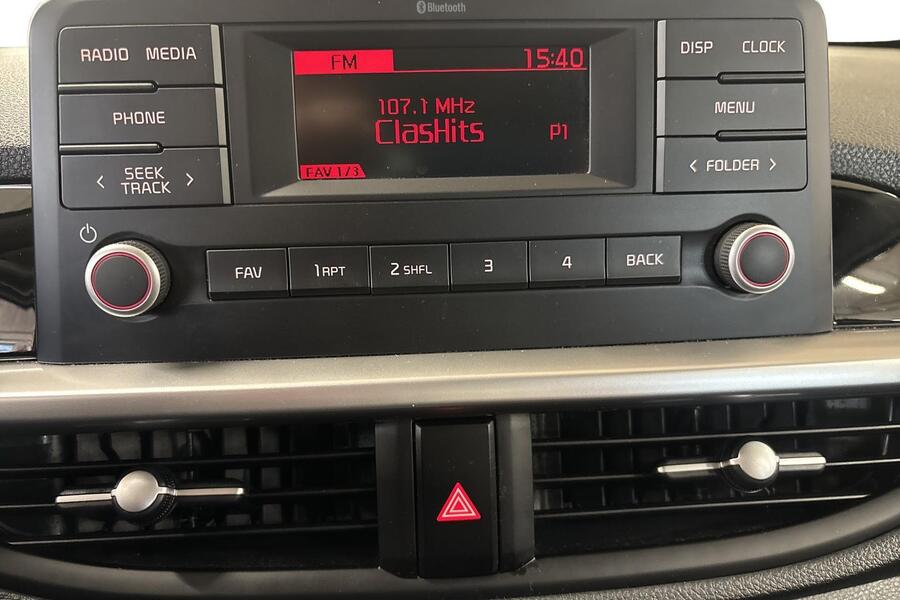 Bluetooth
RADIO MEDIA
PHONE
< SEEK TRACK >
FM 15:40
107.1 MHz
ClasHits P1
FAV 1/3
DISP CLOCK
MENU
< FOLDER >
FAV 1 RPT 2 SHFL 3 4 BACK